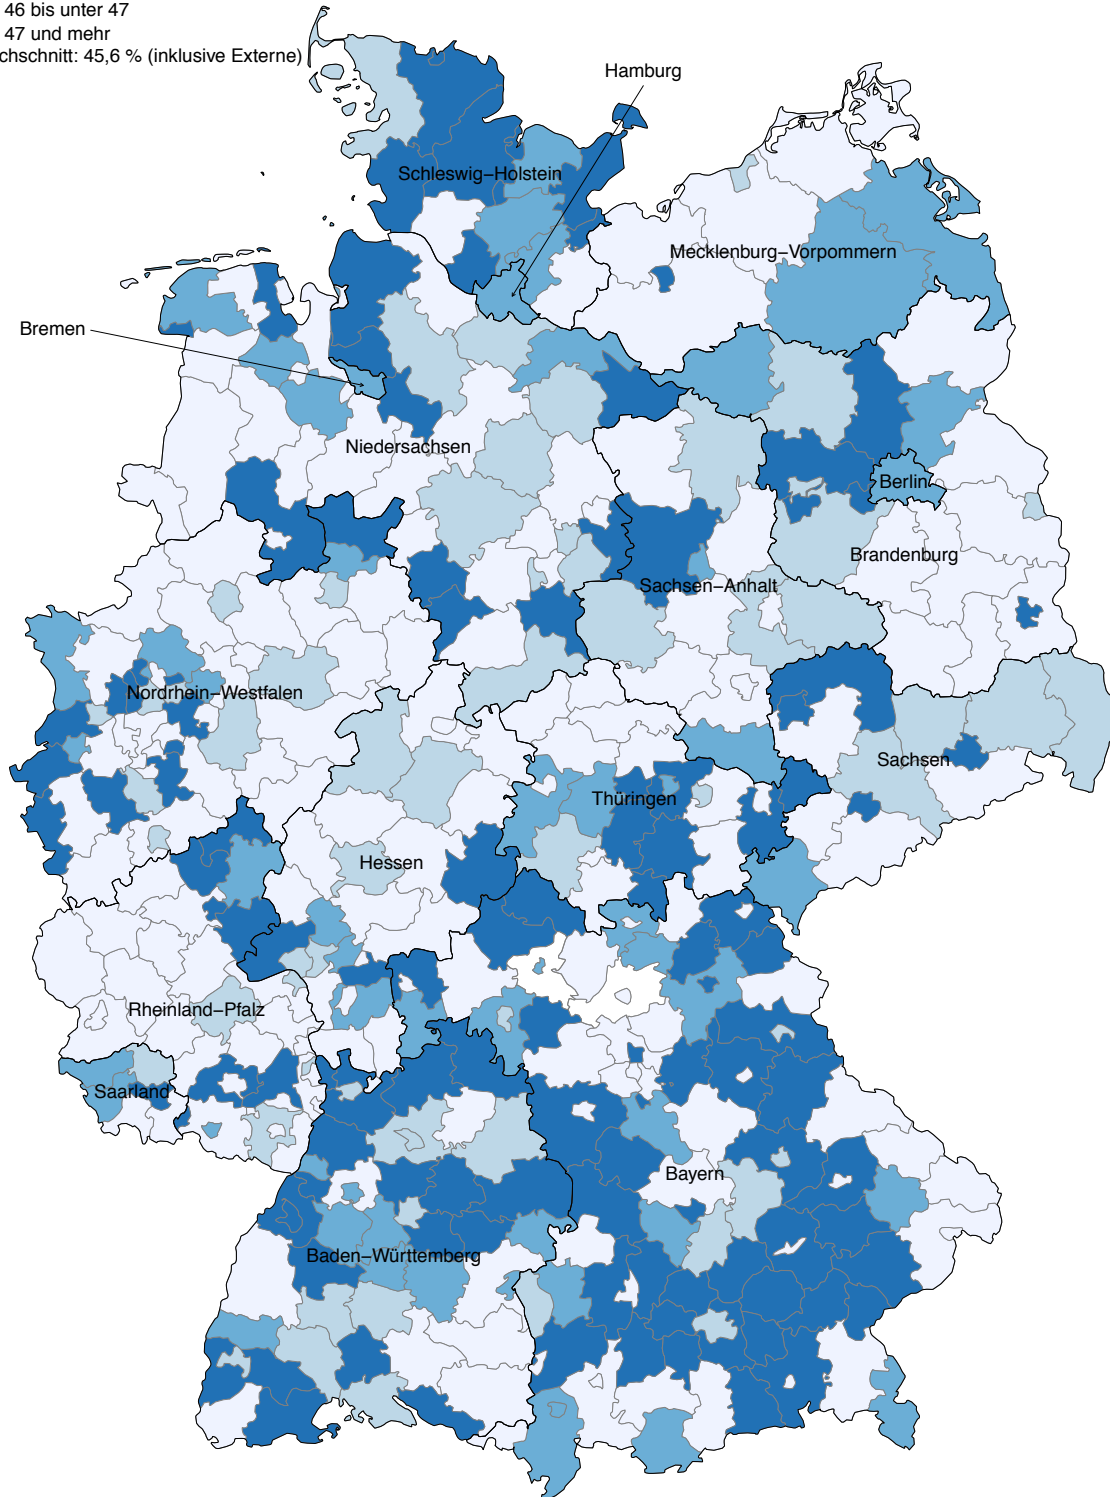 46 bis unter 47
47 und mehr
chschnitt: 45,6 % (inklusive Externe)
Hamburg
Schleswig−Holstein
Mecklenburg−Vorpommern
Bremen
Niedersachsen
Berlin
Brandenburg
Sachsen−Anhalt
Nordrhein−Westfalen
Sachsen
Thüringen
Hessen
Rheinland−Pfalz
Saarland
Bayern
Baden−Württemberg